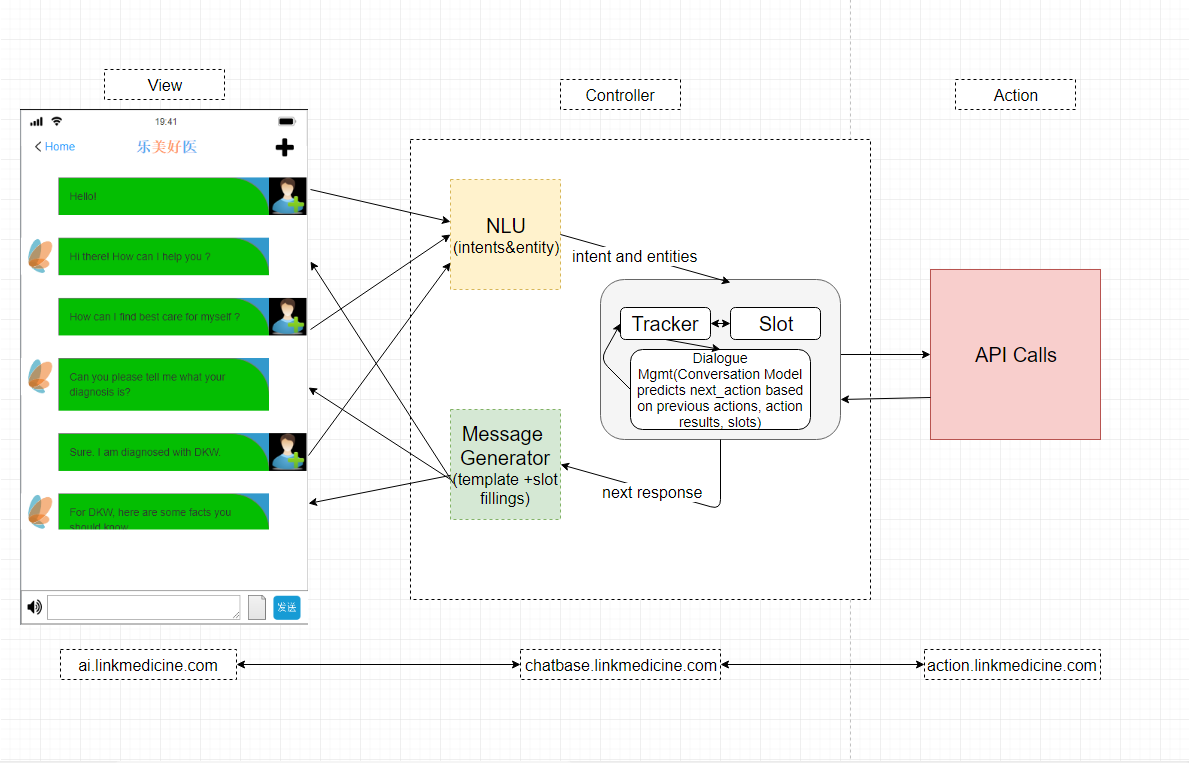 View
Controller
Action
19:41
Home
乐美好医
Hello!
Hi there! How can I help you ?
How can I find best care for myself ?
Can you please tell me what your
diagnosis is?
Sure. I am diagnosed with DKW.
For DKW, here are some facts you
should know
发送
NLU
(intents&entity)
intent and entities
Tracker
Slot
Dialogue
Mgmt(Conversation Model
predicts next_action based
on previous actions, action
results, slots)
Message
Generator
(template +slot
fillings)
next response
API Calls
ai.linkmedicine.com
chatbase.linkmedicine.com
action.linkmedicine.com